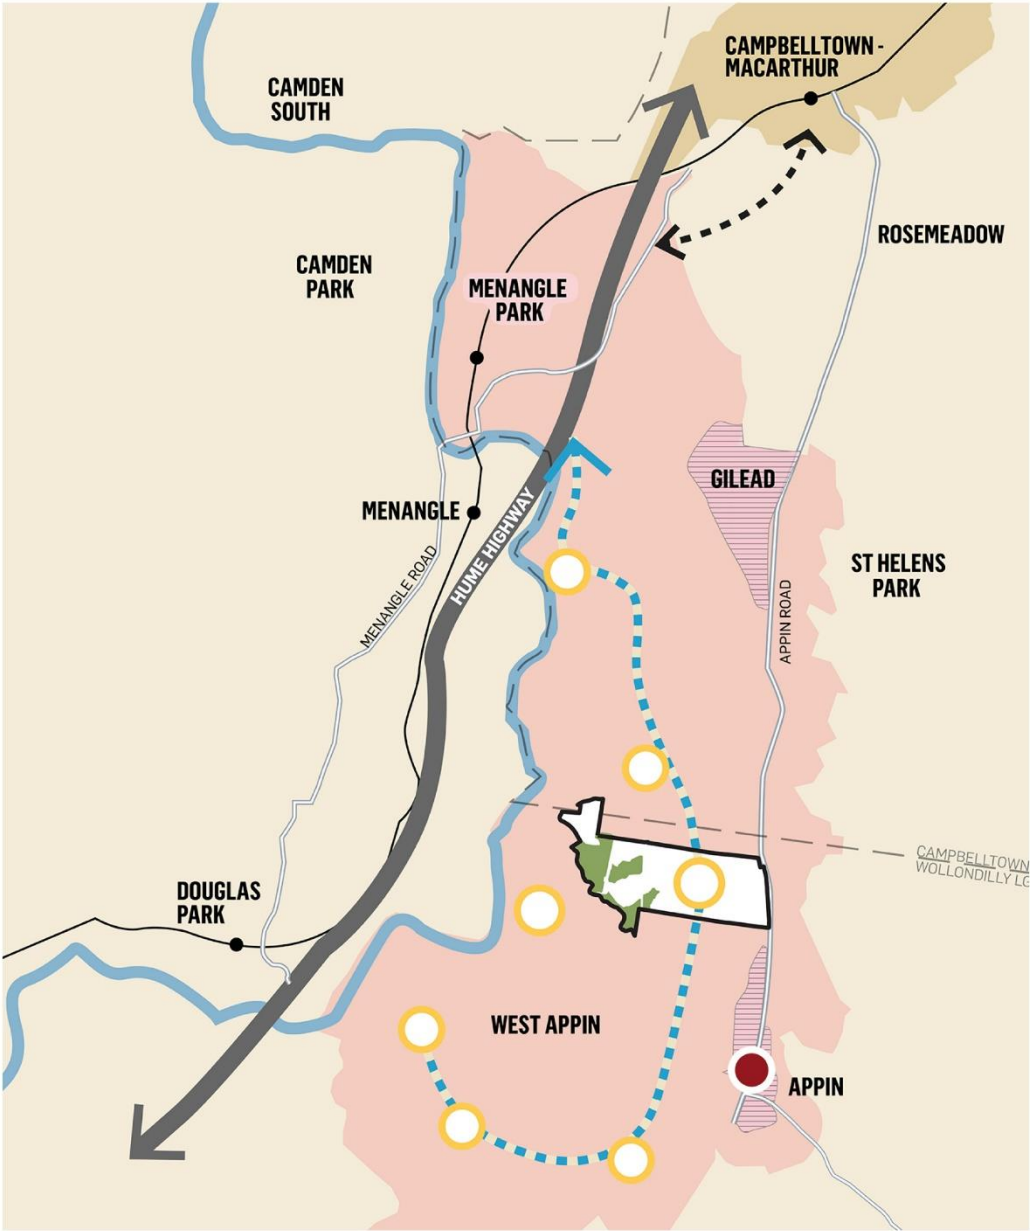 CAMPBELLTOWN-
MACARTHUR
CAMDEN
SOUTH
ROSEMEADOW
CAMDEN
PARK
MENANGLE
PARK
GILEAD
MENANGLE
HUME HIGHWAY
MENANGLE ROAD
ST HELENS
PARK
APPIN ROAD
CAMPBELLTOWN
WOLLONDILLY LG
DOUGLAS
PARK
WEST APPIN
APPIN